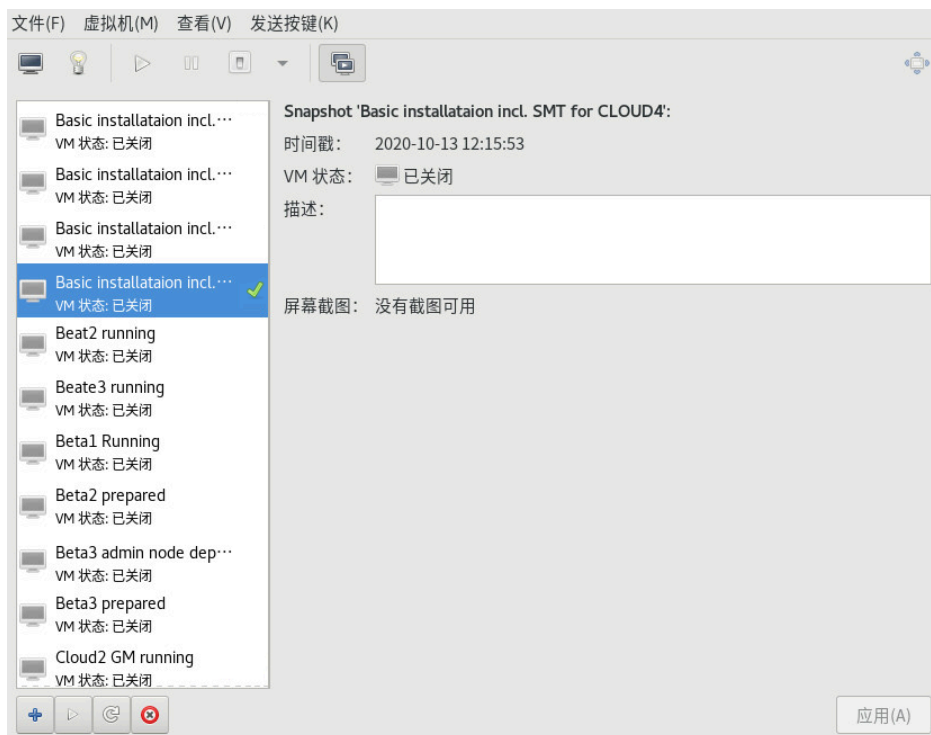 文件(F) 虚拟机(M) 查看(V) 发送按键(K)
Basic installataion incl.…
VM 状态: 已关闭
Basic installataion incl.…
VM 状态: 已关闭
Basic installataion incl.…
VM 状态: 已关闭
Basic installataion incl.…
VM 状态: 已关闭
Beat2 running
VM 状态: 已关闭
Beate3 running
VM 状态: 已关闭
Beta1 Running
VM 状态: 已关闭
Beta2 prepared
VM 状态: 已关闭
Beta3 admin node dep…
VM 状态: 已关闭
Beta3 prepared
VM 状态: 已关闭
Cloud2 GM running
VM 状态: 已关闭
Snapshot 'Basic installataion incl. SMT for CLOUD4':
时间戳: 2020-10-13 12:15:53
VM 状态: 已关闭
描述:
屏幕截图: 没有截图可用
应用(A)